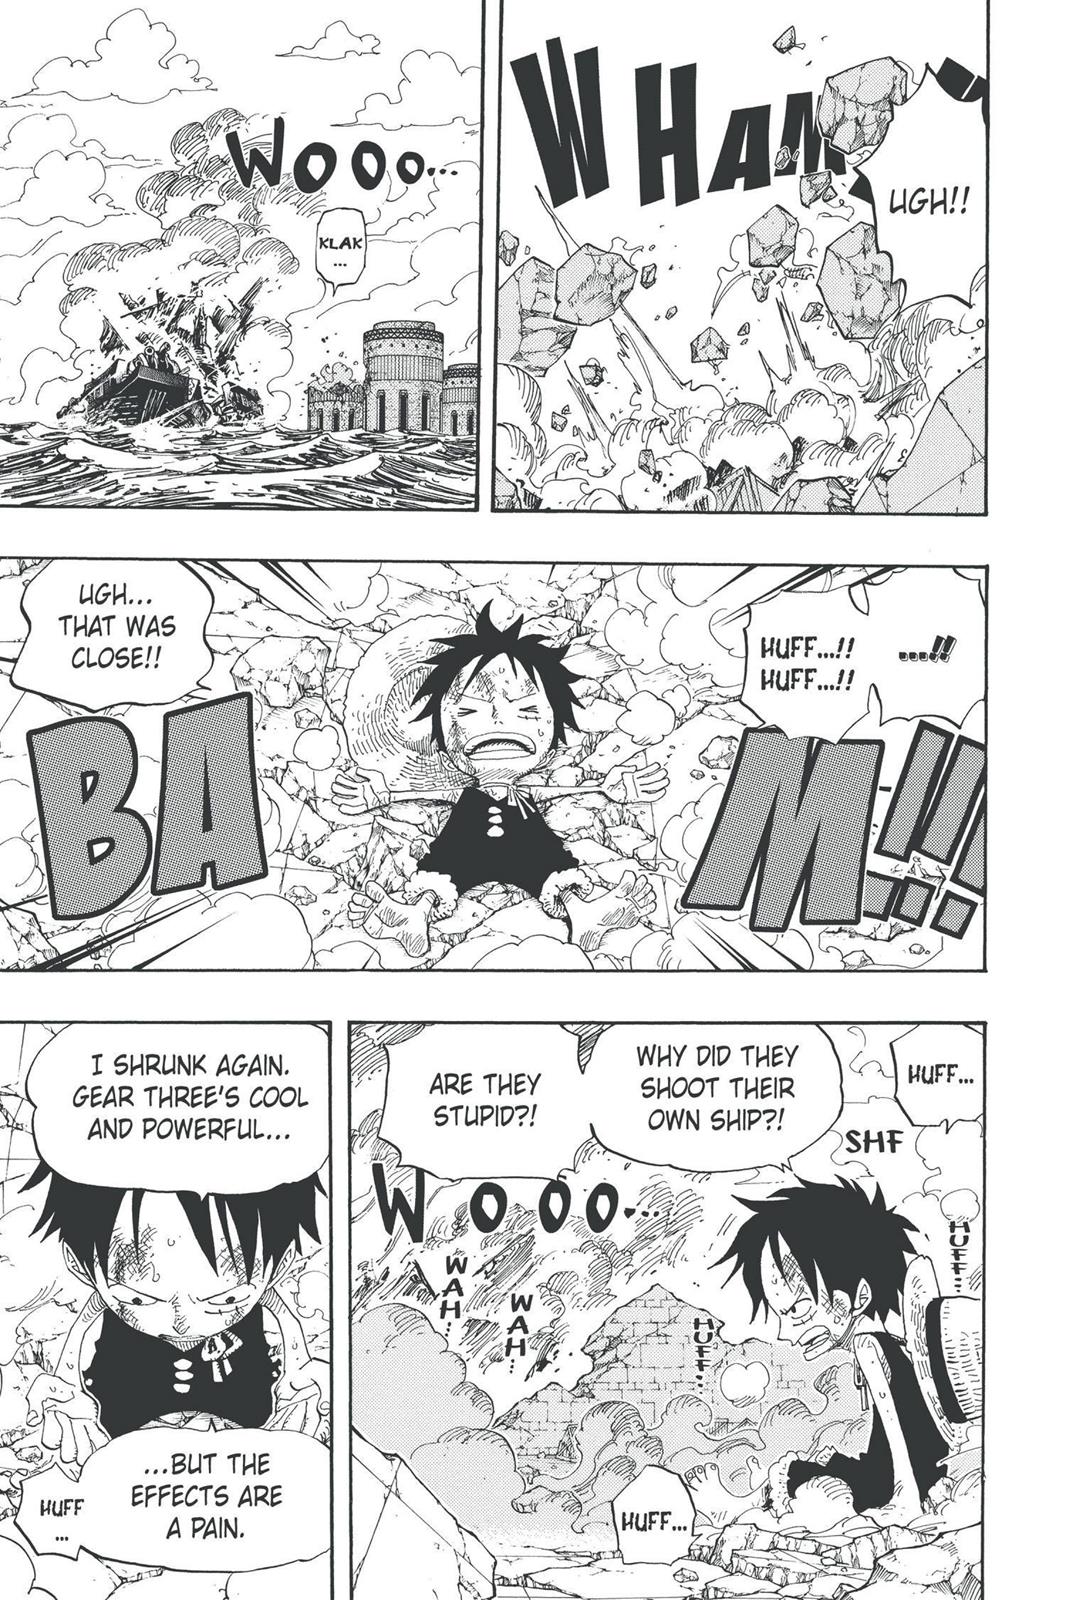 WHAM
UGH!!
WOOO...
KLAK
...
HUFF...!!
HUFF...!!
...!!
UGH...
THAT WAS
CLOSE!!
BAM!!!
HUFF...
WHY DID THEY
SHOOT THEIR
OWN SHIP?!
ARE THEY
STUPID?!
SHF
HUFF...
WOOO...
WAH...
WAH...
HUFF...
HUFF...
I SHRUNK AGAIN.
GEAR THREE'S COOL
AND POWERFUL...
...BUT THE
EFFECTS ARE
A PAIN.
HUFF
...